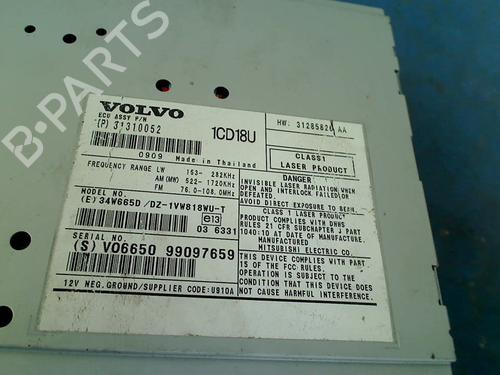 VOLVO
ECU ASSY P/N
(P) 31310052
1CD18U
HW: 31285820 AA
CLASS1
LASER PRODUCT
0909 Made in Thailand
FREQUENCY RANGE LW 153- 282KHz
AM(MW) 522- 1720KHz
FM 76.0-108.0MHz
MODEL NO.
(E) 34W665D /DZ-1VW818WU-T
e13
03 6331
SERIAL NO.
(S) VO6650 99097659
12V NEG.GROUND/SUPPLIER CODE:U910A
DANGER
INVISIBLE LASER RADIATION WHEN
OPEN AND INTERLOCK FAILED OR
DEFEATED.
AVOID DIRECT EXPOSURE TO BEAM.
CLASS 1 LASER PRODUCT
PRODUCT COMPLIES WITH DHHS
RULES 21 CFR SUBCHAPTER J PART
1040:10 AT DATE OF MANUFACTURE.
MITSUBISHI ELECTRIC CO.
THIS DEVICE COMPLIES WITH PART
15 OF THE FCC RULES.
OPERATION IS SUBJECT TO THE
CONDITION THAT THIS DEVICE DOES
NOT CAUSE HARMFUL INTERFERENCE.
B-PARTS